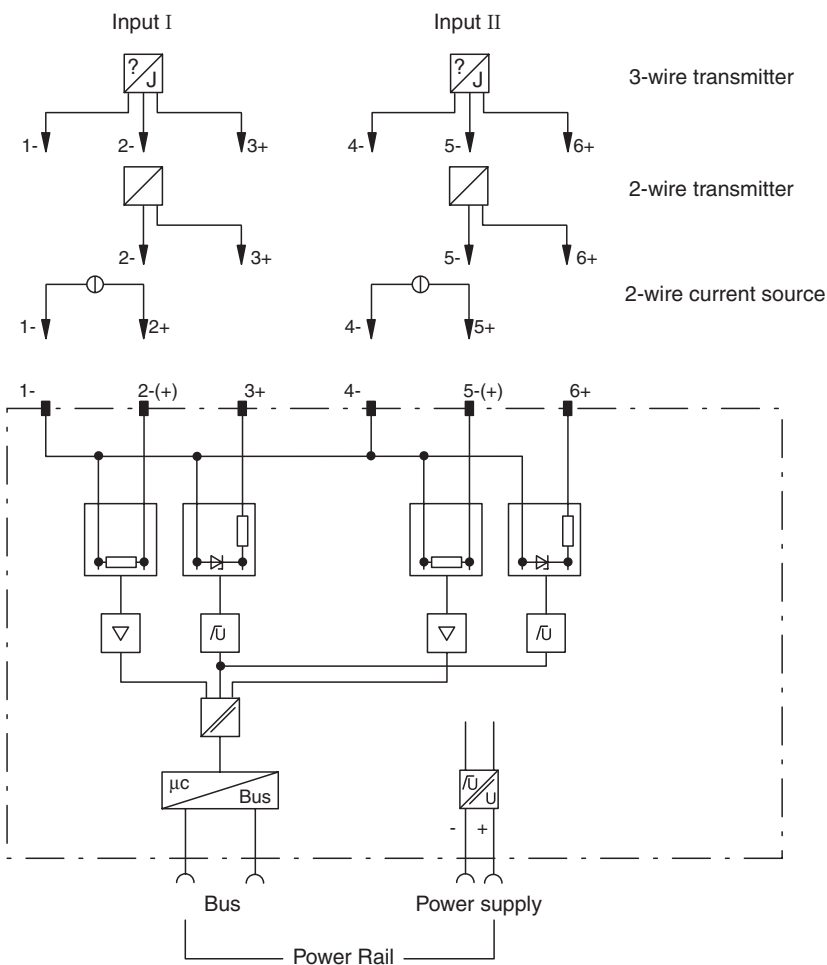 Input I
Input II
?
J
?
J
3-wire transmitter
1-
2-
3+
4-
5-
6+
2-wire transmitter
2-
3+
5-
6+
2-wire current source
1-
2+
4-
5+
1-
2-(+)
3+
4-
5-(+)
6+
/U̅
/U̅
µc
Bus
/U̅
U
-
+
Bus
Power supply
Power Rail